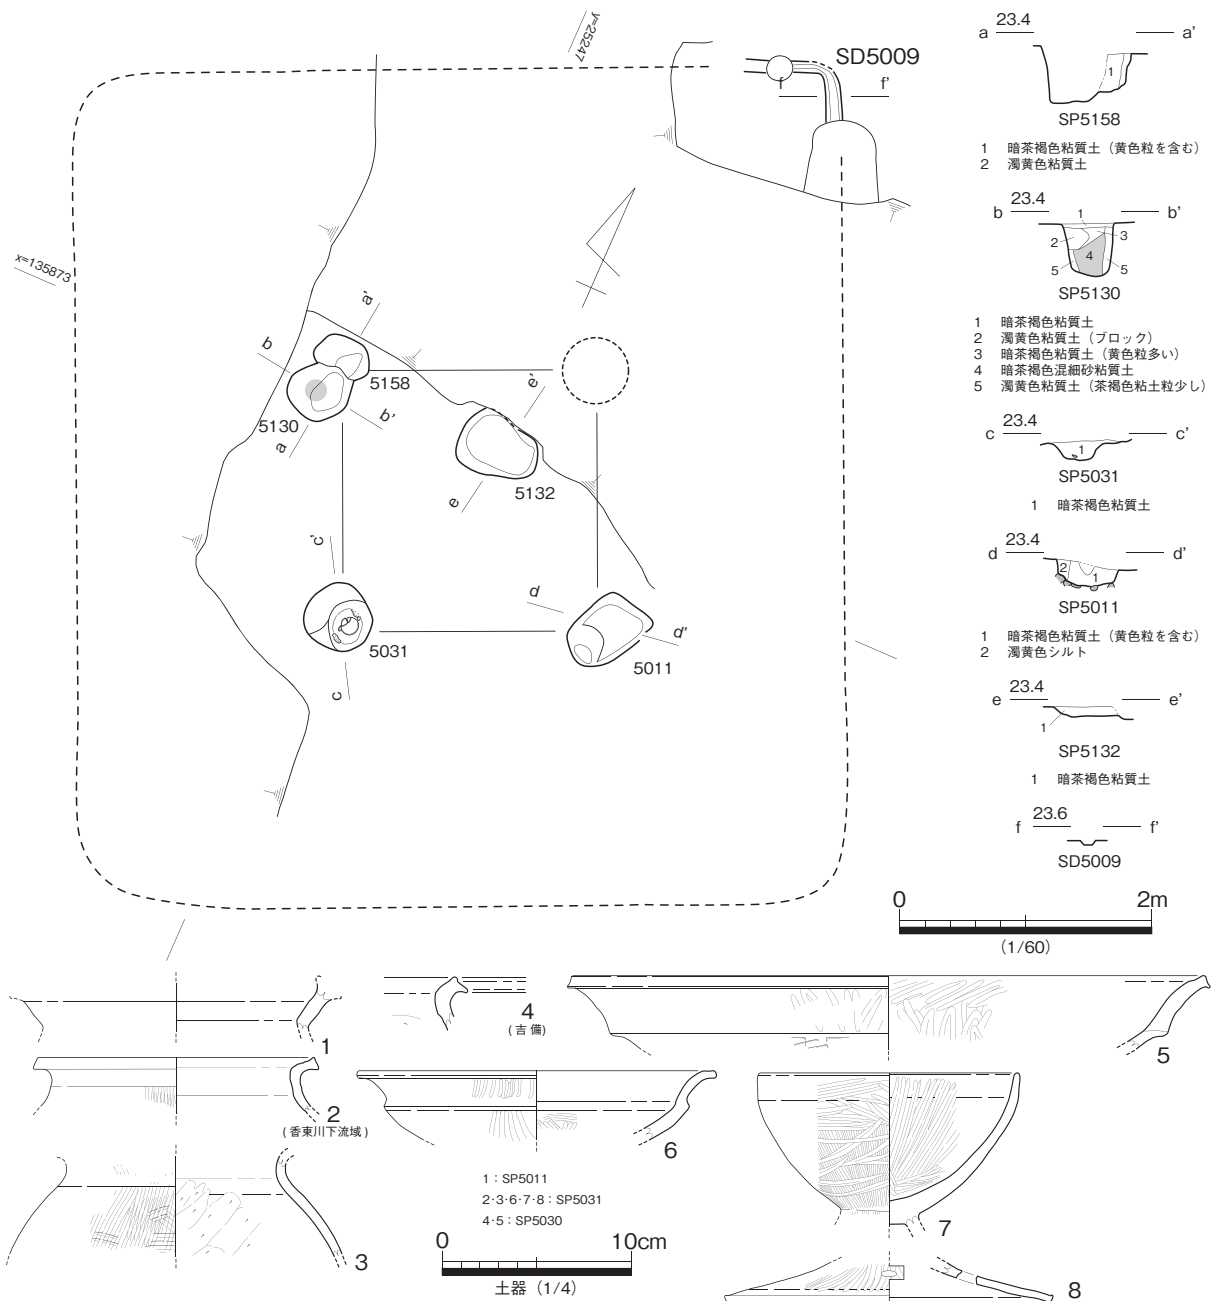 y=25247
SD5009
f f'
x=135873
a'
b
5158
e'
5130
b'
a
5132
e
c'
d
d'
5031
5011
c
a 23.4 a'
1
SP5158
1 暗茶褐色粘質土（黄色粒を含む）
2 濁黄色粘質土
b 23.4 b'
1
2 3
4
5 5
SP5130
1 暗茶褐色粘質土
2 濁黄色粘質土（ブロック）
3 暗茶褐色粘質土（黄色粒多い）
4 暗茶褐色混細砂粘質土
5 濁黄色粘質土（茶褐色粘土粒少し）
c 23.4 c'
1
SP5031
1 暗茶褐色粘質土
d 23.4 d'
2 1
SP5011
1 暗茶褐色粘質土（黄色粒を含む）
2 濁黄色シルト
e 23.4 e'
1
SP5132
1 暗茶褐色粘質土
f 23.6 f'
SD5009
0 2m
（1/60）
1
4
(吉備)
5
2
(香東川下流域)
6
7
3
8
1：SP5011
2・3・6・7・8：SP5031
4・5：SP5030
0 10cm
土器（1/4）